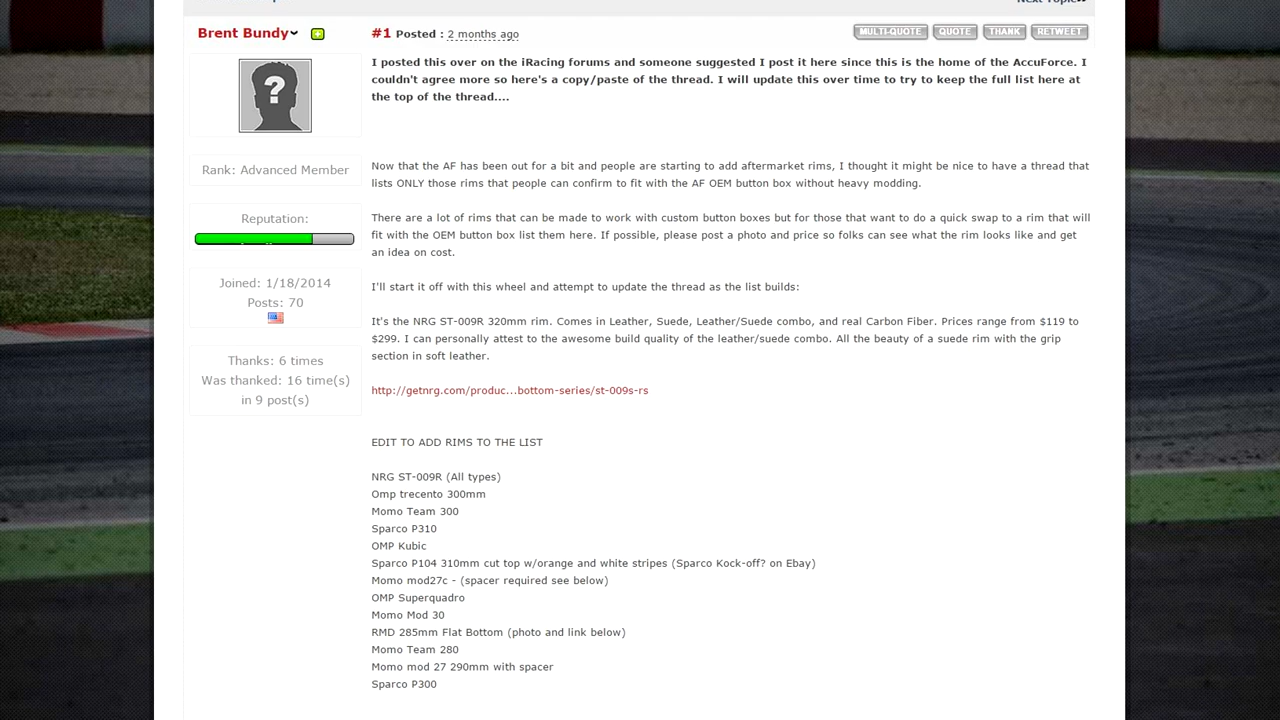 Next Topic
Brent Bundy
#1 Posted : 2 months ago
MULTI-QUOTE QUOTE THANK RETWEET
I posted this over on the iRacing forums and someone suggested I post it here since this is the home of the AccuForce. I
couldn't agree more so here's a copy/paste of the thread. I will update this over time to try to keep the full list here at
the top of the thread....
Rank: Advanced Member
Now that the AF has been out for a bit and people are starting to add aftermarket rims, I thought it might be nice to have a thread that
lists ONLY those rims that people can confirm to fit with the AF OEM button box without heavy modding.
Reputation:
There are a lot of rims that can be made to work with custom button boxes but for those that want to do a quick swap to a rim that will
fit with the OEM button box list them here. If possible, please post a photo and price so folks can see what the rim looks like and get
an idea on cost.
Joined: 1/18/2014
Posts: 70
I'll start it off with this wheel and attempt to update the thread as the list builds:
It's the NRG ST-009R 320mm rim. Comes in Leather, Suede, Leather/Suede combo, and real Carbon Fiber. Prices range from $119 to
$299. I can personally attest to the awesome build quality of the leather/suede combo. All the beauty of a suede rim with the grip
section in soft leather.
Thanks: 6 times
Was thanked: 16 time(s)
in 9 post(s)
http://getnrg.com/produc...bottom-series/st-009s-rs
EDIT TO ADD RIMS TO THE LIST
NRG ST-009R (All types)
Omp trecento 300mm
Momo Team 300
Sparco P310
OMP Kubic
Sparco P104 310mm cut top w/orange and white stripes (Sparco Kock-off? on Ebay)
Momo mod27c - (spacer required see below)
OMP Superquadro
Momo Mod 30
RMD 285mm Flat Bottom (photo and link below)
Momo Team 280
Momo mod 27 290mm with spacer
Sparco P300